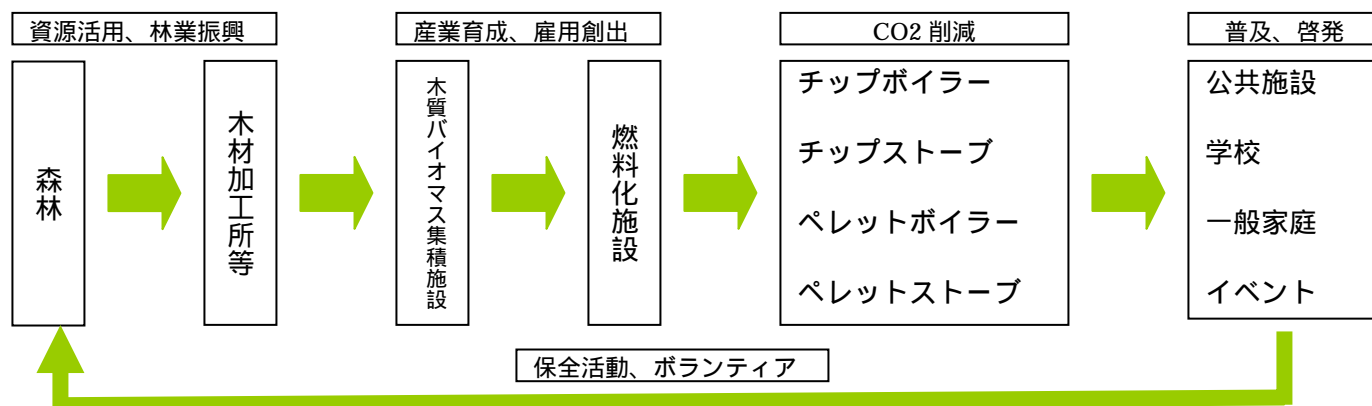 資源活用、林業振興
産業育成、雇用創出
CO2 削減
普及、啓発
森林
木材加工所等
木質バイオマス集積施設
燃料化施設
チップボイラー
チップストーブ
ペレットボイラー
ペレットストーブ
公共施設
学校
一般家庭
イベント
保全活動、ボランティア